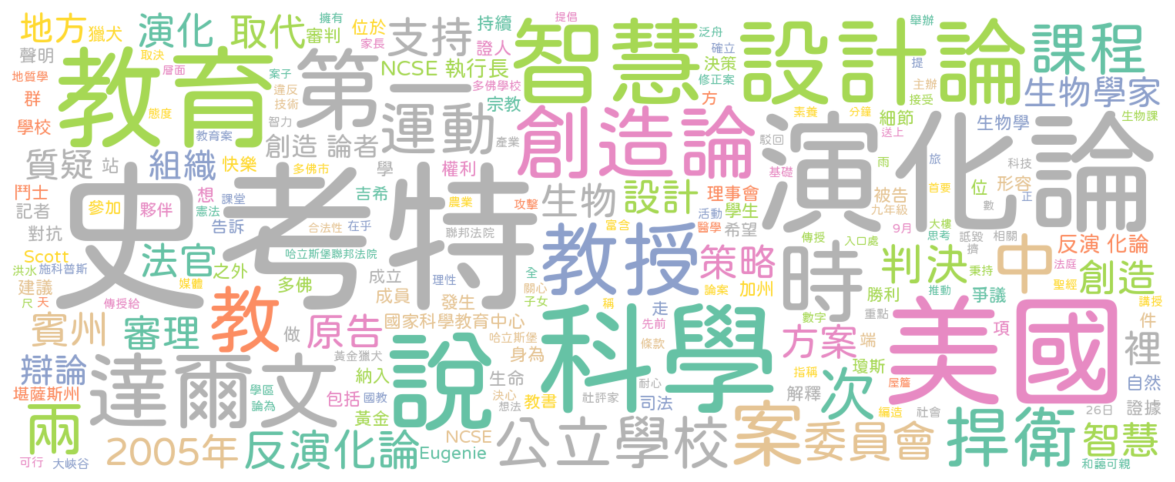 地方
獵犬
演化
取代
擁有
審判
位於
家長
支持
持續
證人
提倡
智慧
設計論
泛舟
確立
決策
修正案
舉辦
提
主辦
接受
課程
聲明
地質學
取決
層面
案子
違反
技術
智力
NCSE
執行長
多佛學校
宗教
方
素養
分鐘
細節
送上
生物學家
生物課
群
學校
態度
教育案
教育
第一
運動
產業
創造論
駁回
演化論
生物學
旅
科技
質疑
站
組織
多佛市
快樂
創造
論者
學
權利
基礎
雨
首要
數
正
位
形容
鬥士
記者
對抗
參加
夥伴
想
憲法
課堂
告訴
合法性
吉希
在乎
農業
聯邦法院
攻擊
生物
設計
理事會
活動
醫學
學生
希望
富含
傳授
入口處
被告
九年級
9月
大樓
思考
詆毀
擠
相關
反演
化論
Scott
洪水
施科普斯
建議
尺
天
媒體
傳授給
史考特
法官
之外
哈立斯堡聯邦法院
多佛
成立
成員
理性
發生
教授
全
關心
子女
策略
論案
加州
時
判決
推動
勝利
重點
秉持
法庭
聖經
爭議
中
創造
講授
件
賓州
審理
教
做
原告
國家科學教育中心
哈立斯堡
身為
走
稱
先前
條款
科學
數字
方案
端
瓊斯
項
美國
裡
自然
辯論
堪薩斯州
達爾文
黃金獵犬
納入
包括
國教
學區
論為
黃金
說
生命
決心
想法
教書
壯評家
耐心
司法
指稱
解釋
次
屋簷
編造
社會
26日
證據
兩
可行
大峽谷
2005年
反演化論
Eugenie
NCSE
公立學校
案
委員會
捍衛
智慧
和藹可親